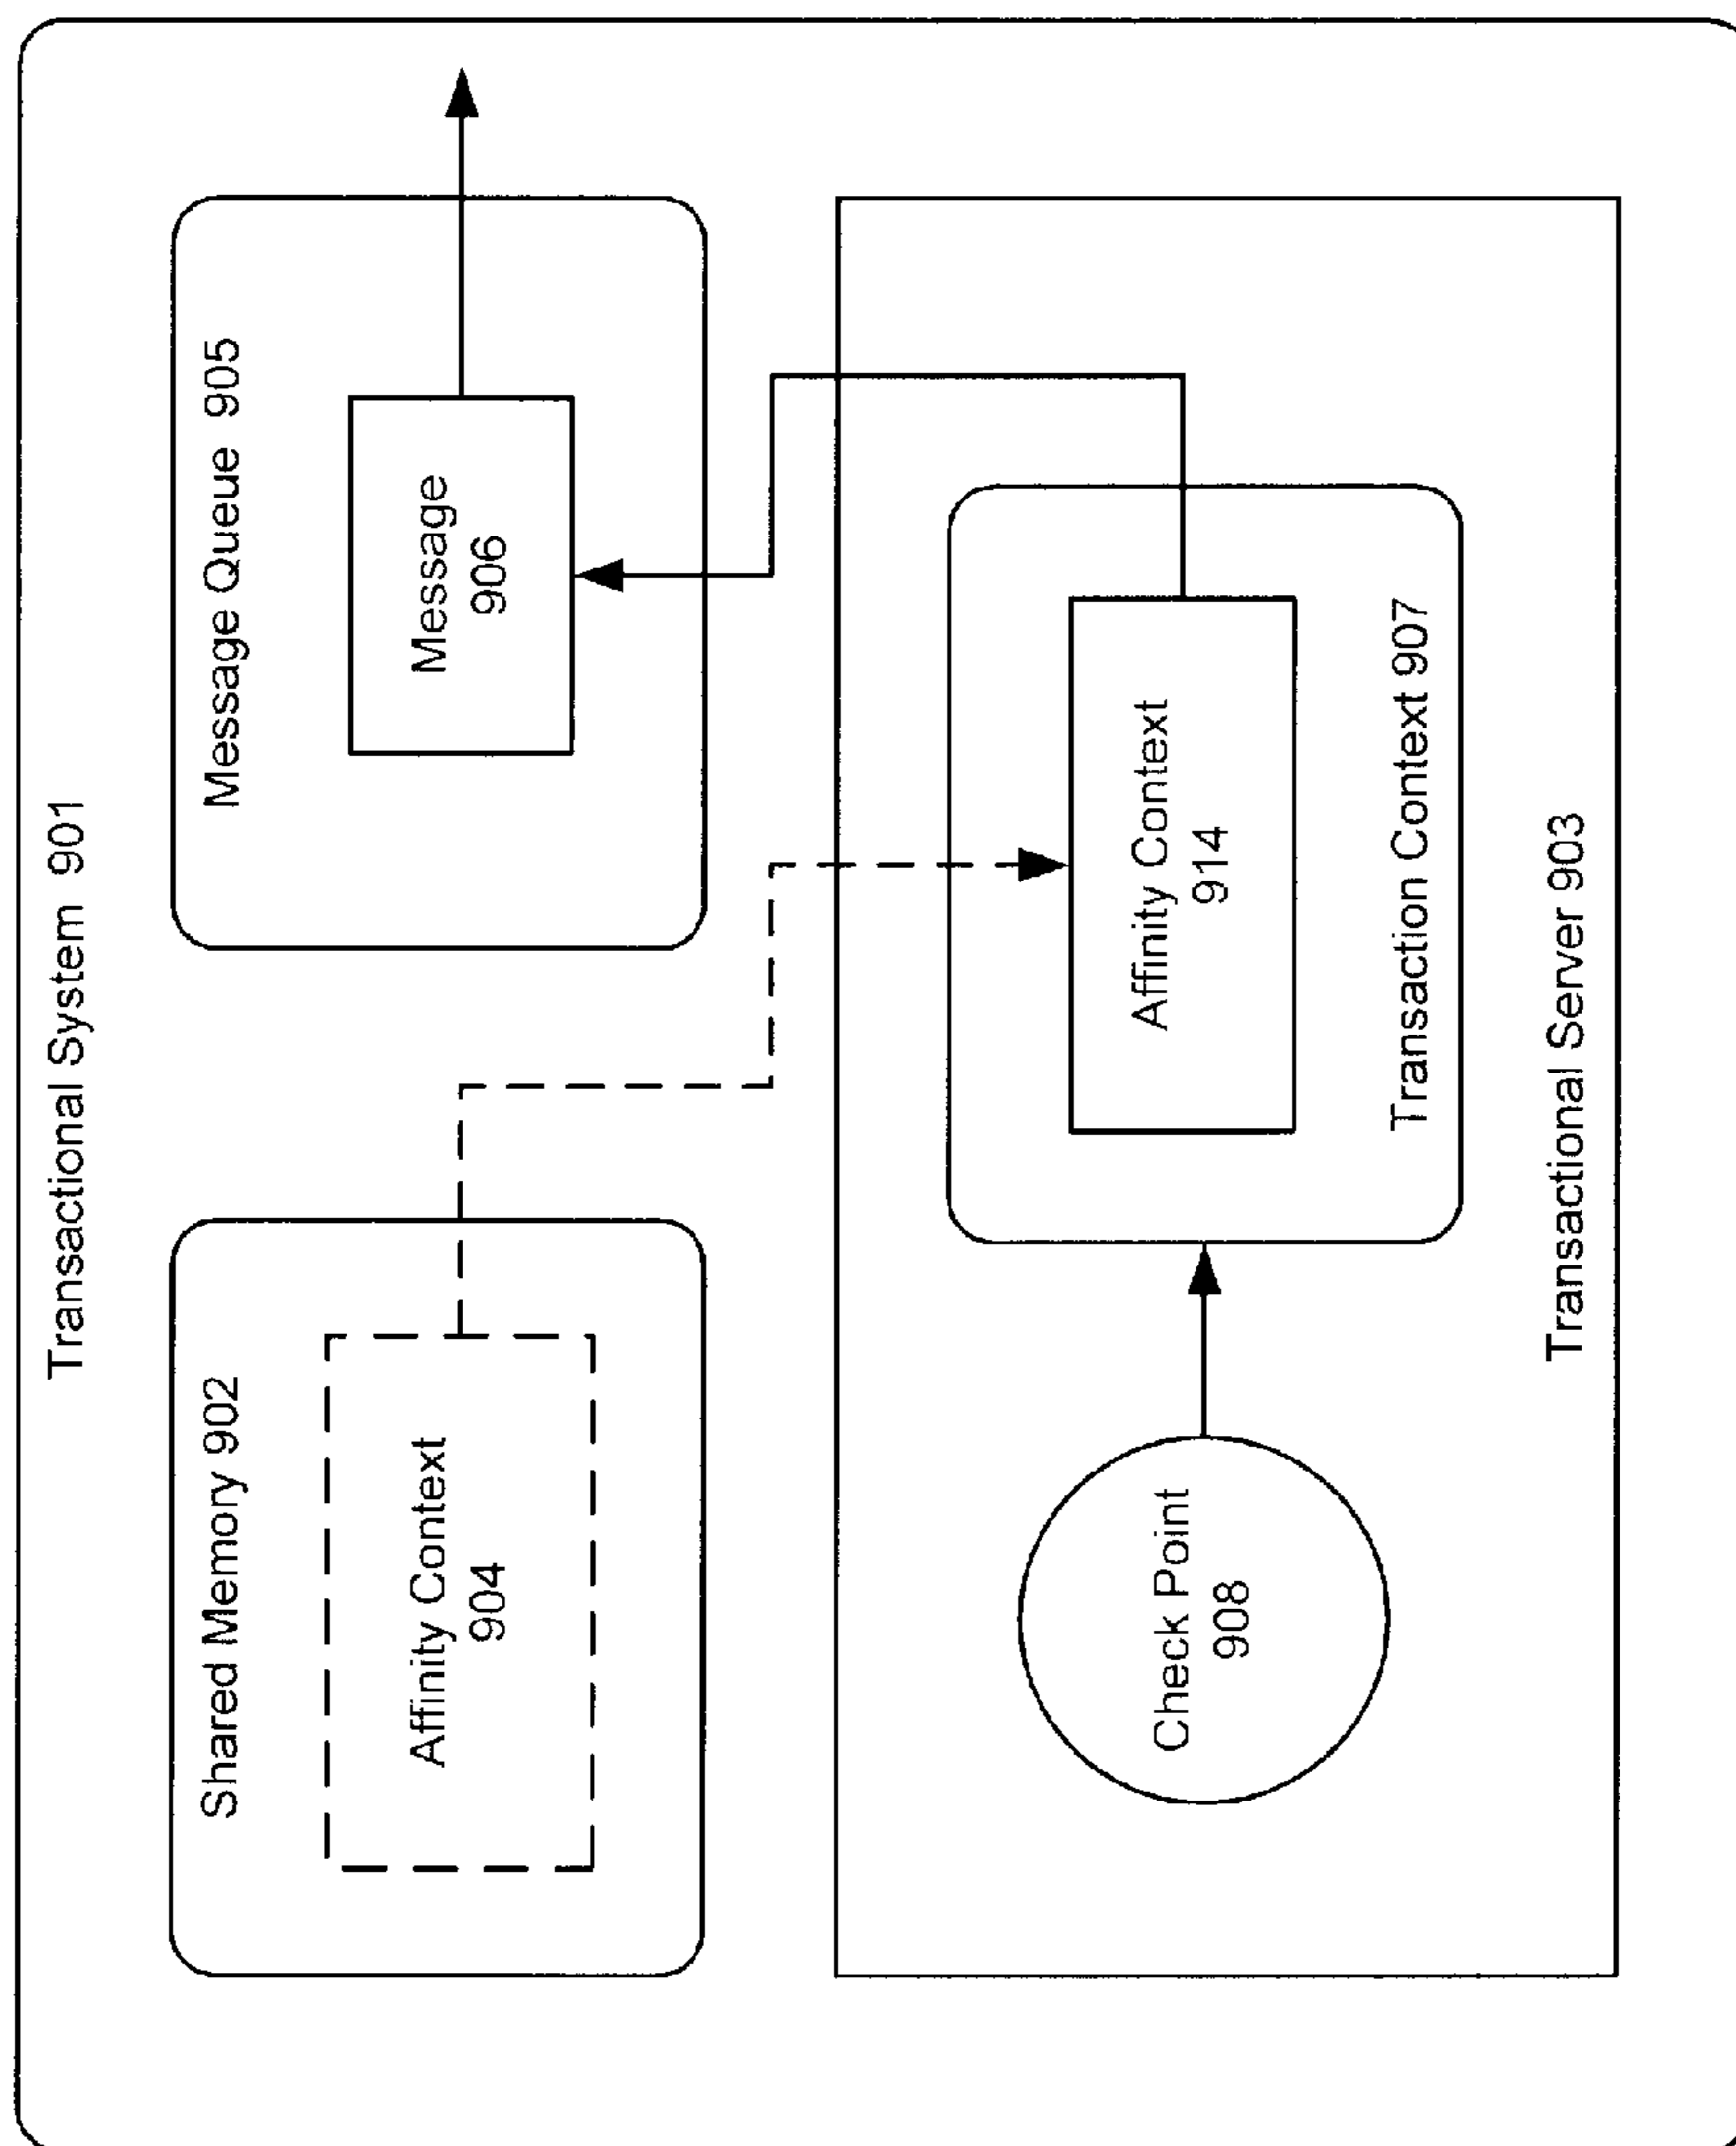 Transactional System 901
Shared Memory 902
Affinity Context
904
Message Queue 905
Message
906
Check Point
908
Affinity Context
914
Transaction Context 907
Transactional Server 903